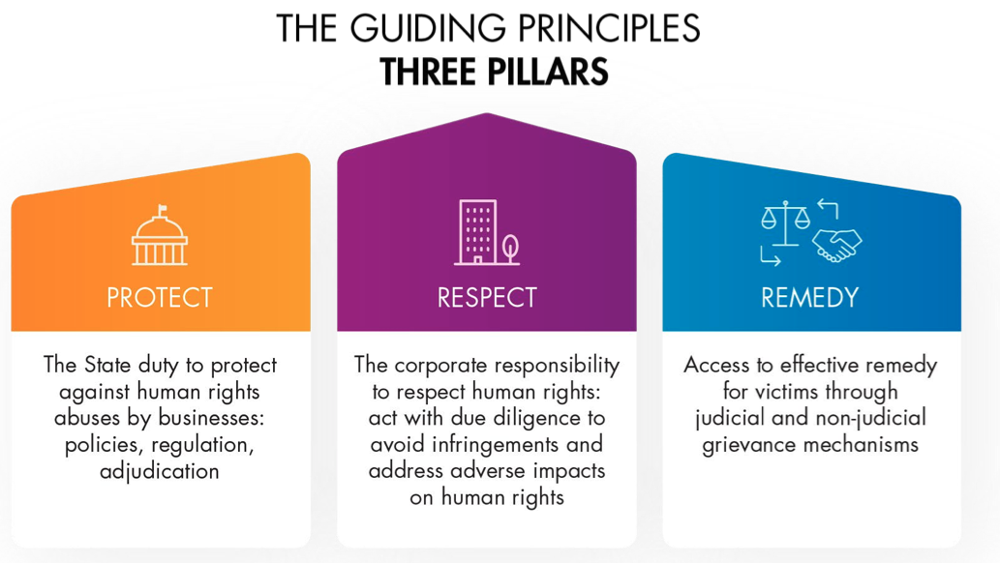 THE GUIDING PRINCIPLES
THREE PILLARS
PROTECT
The State duty to protect
against human rights
abuses by businesses:
policies, regulation,
adjudication
RESPECT
The corporate responsibility
to respect human rights:
act with due diligence to
avoid infringements and
address adverse impacts
on human rights
REMEDY
Access to effective remedy
for victims through
judicial and non-judicial
grievance mechanisms